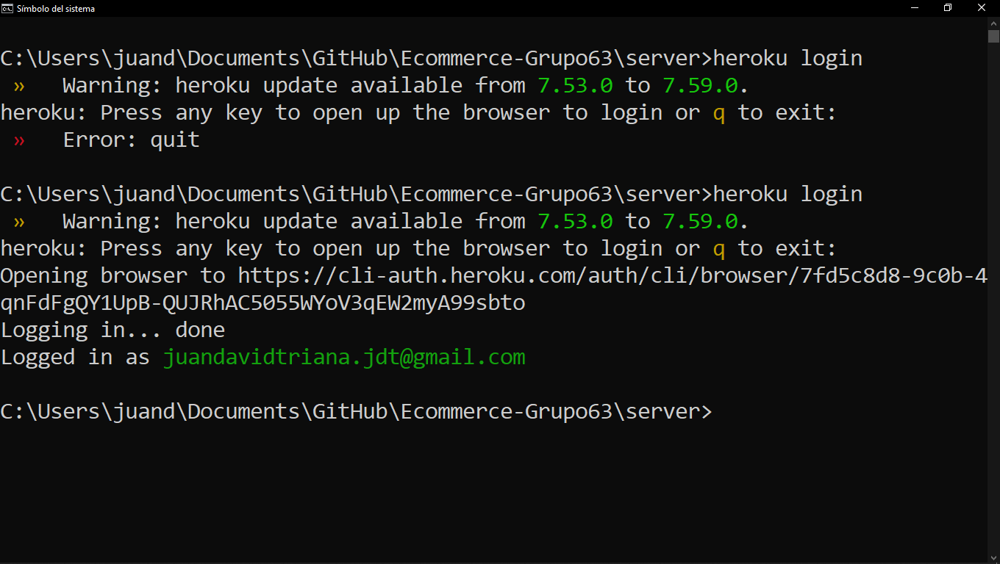 Símbolo del sistema
C:\Users\juand\Documents\GitHub\Ecommerce-Grupo63\server>heroku login
» Warning: heroku update available from 7.53.0 to 7.59.0.
heroku: Press any key to open up the browser to login or q to exit:
» Error: quit
C:\Users\juand\Documents\GitHub\Ecommerce-Grupo63\server>heroku login
» Warning: heroku update available from 7.53.0 to 7.59.0.
heroku: Press any key to open up the browser to login or q to exit:
Opening browser to https://cli-auth.heroku.com/auth/cli/browser/7fd5c8d8-9c0b-4
qnFdFgQY1UpB-QUJRhAC5055WYoV3qEW2myA99sbto
Logging in... done
Logged in as juandavidtriana.jdt@gmail.com
C:\Users\juand\Documents\GitHub\Ecommerce-Grupo63\server>